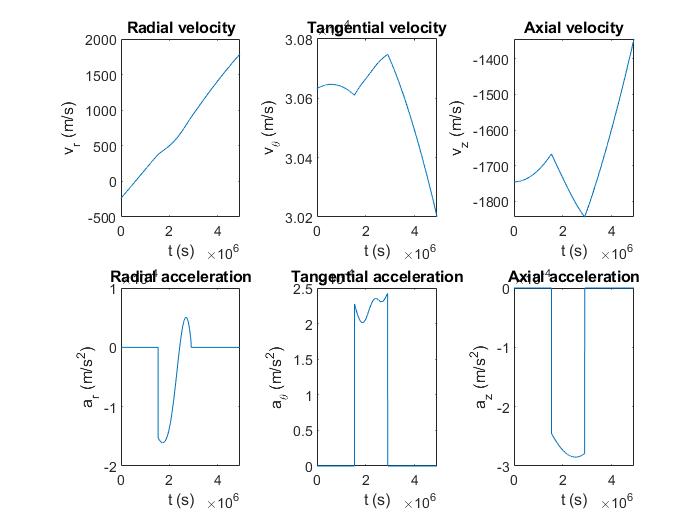 Radial velocity
2000
1500
1000
500
0
-500
v_r (m/s)
0 2 4
t (s) ×10^6
Tangential velocity
3.08
3.06
3.04
3.02
v_θ (m/s)
0 2 4
t (s) ×10^6
Axial velocity
-1400
-1500
-1600
-1700
-1800
v_z (m/s)
0 2 4
t (s) ×10^6
Radial acceleration
1
0
-1
-2
a_r (m/s^2)
0 2 4
t (s) ×10^6
Tangential acceleration
2.5
2
1.5
1
0.5
0
a_θ (m/s^2)
0 2 4
t (s) ×10^6
Axial acceleration
0
-1
-2
-3
a_z (m/s^2)
0 2 4
t (s) ×10^6